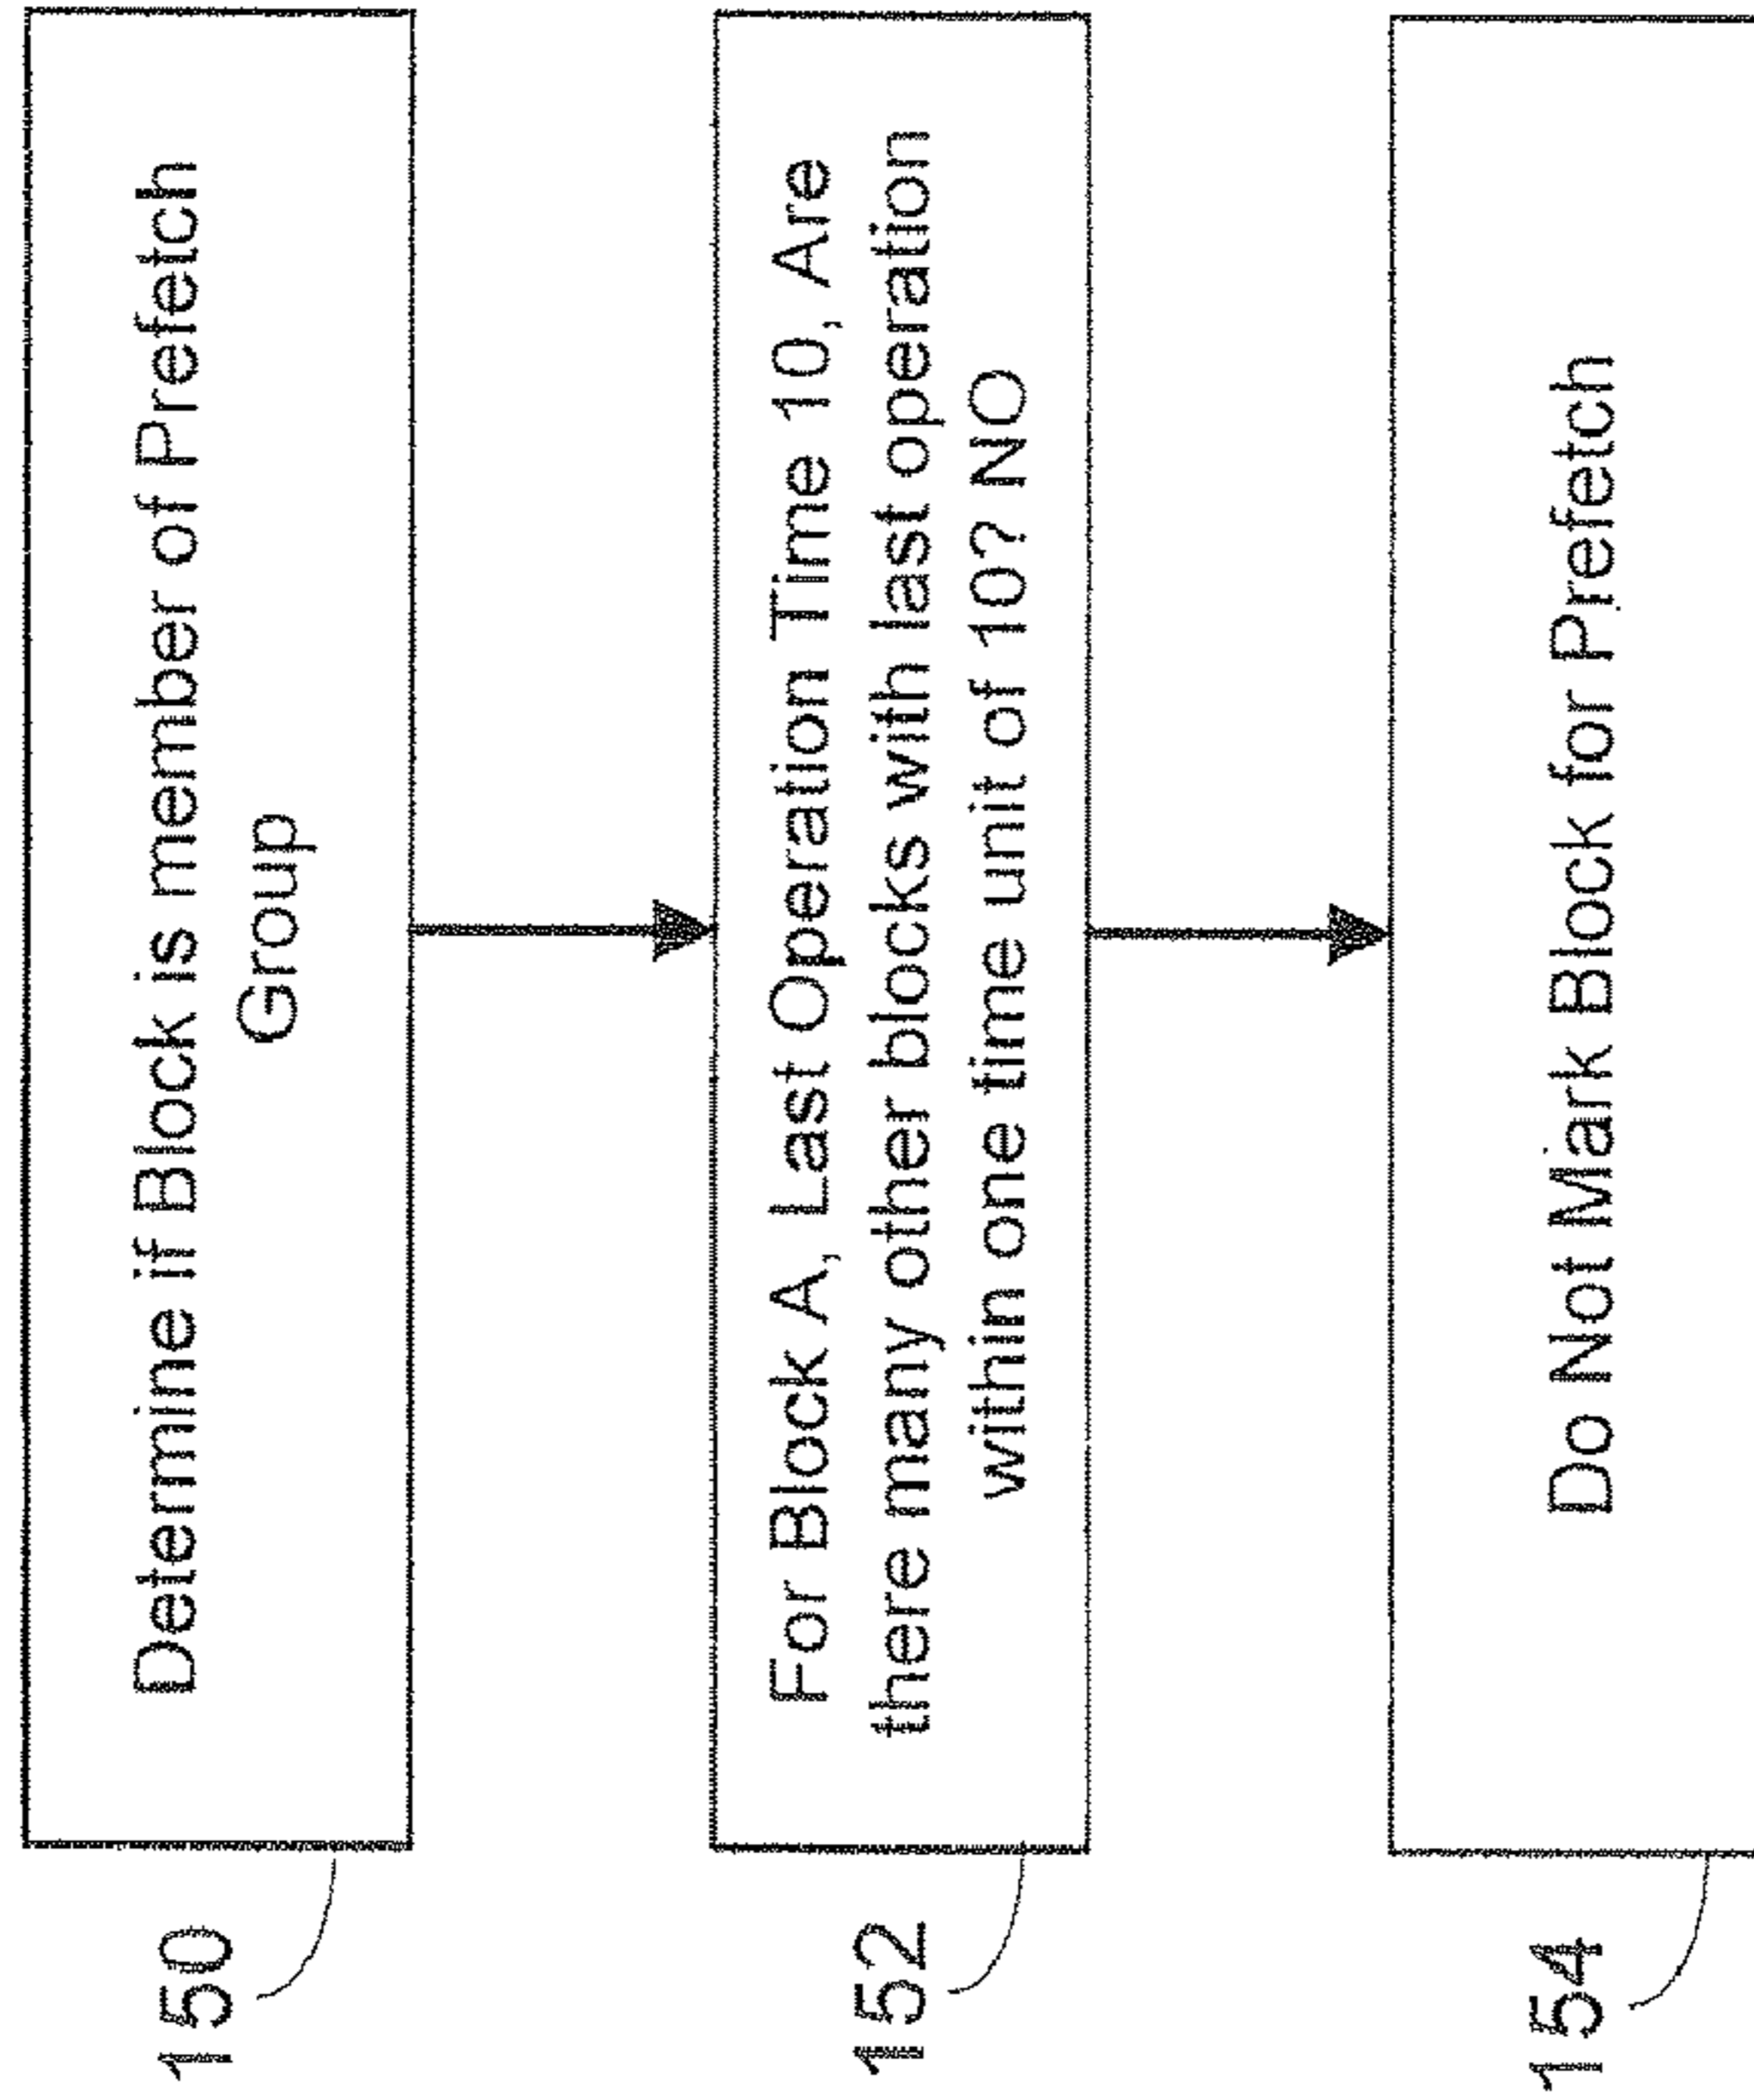 150
Determine if Block is member of Prefetch
Group
152
For Block A, Last Operation Time 10, Are
there many other blocks with last operation
within one time unit of 10? NO
154
Do Not Mark Block for Prefetch